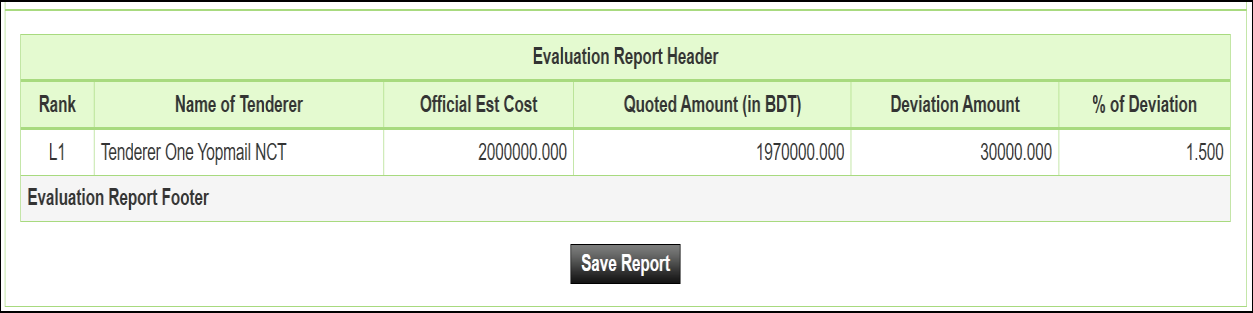 Evaluation Report Header
Rank Name of Tenderer Official Est Cost Quoted Amount (in BDT) Deviation Amount % of Deviation
L1 Tenderer One Yopmail NCT 2000000.000 1970000.000 30000.000 1.500
Evaluation Report Footer
Save Report